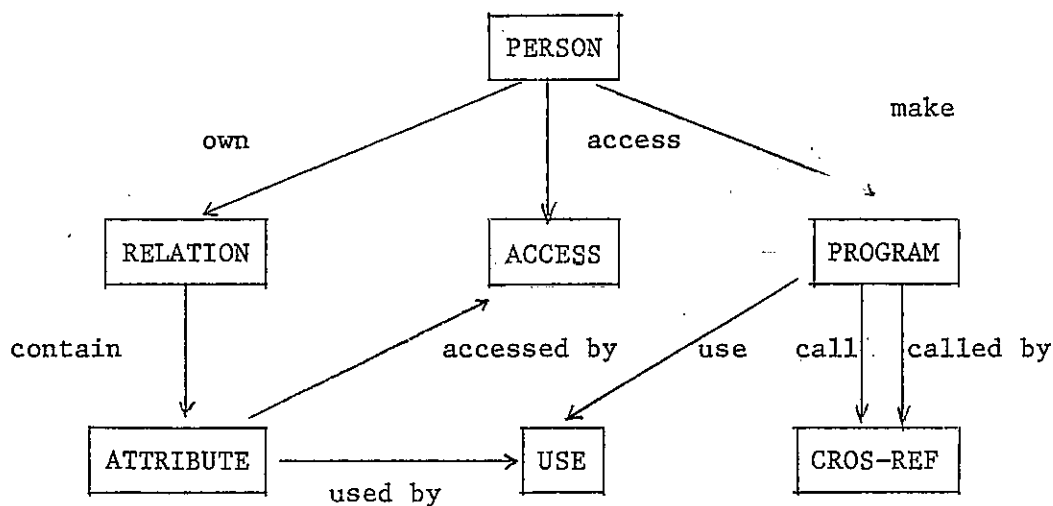 PERSON
make
own
access
RELATION
ACCESS
PROGRAM
contain
accessed by
use
call
called by
ATTRIBUTE
USE
CROS-REF
used by